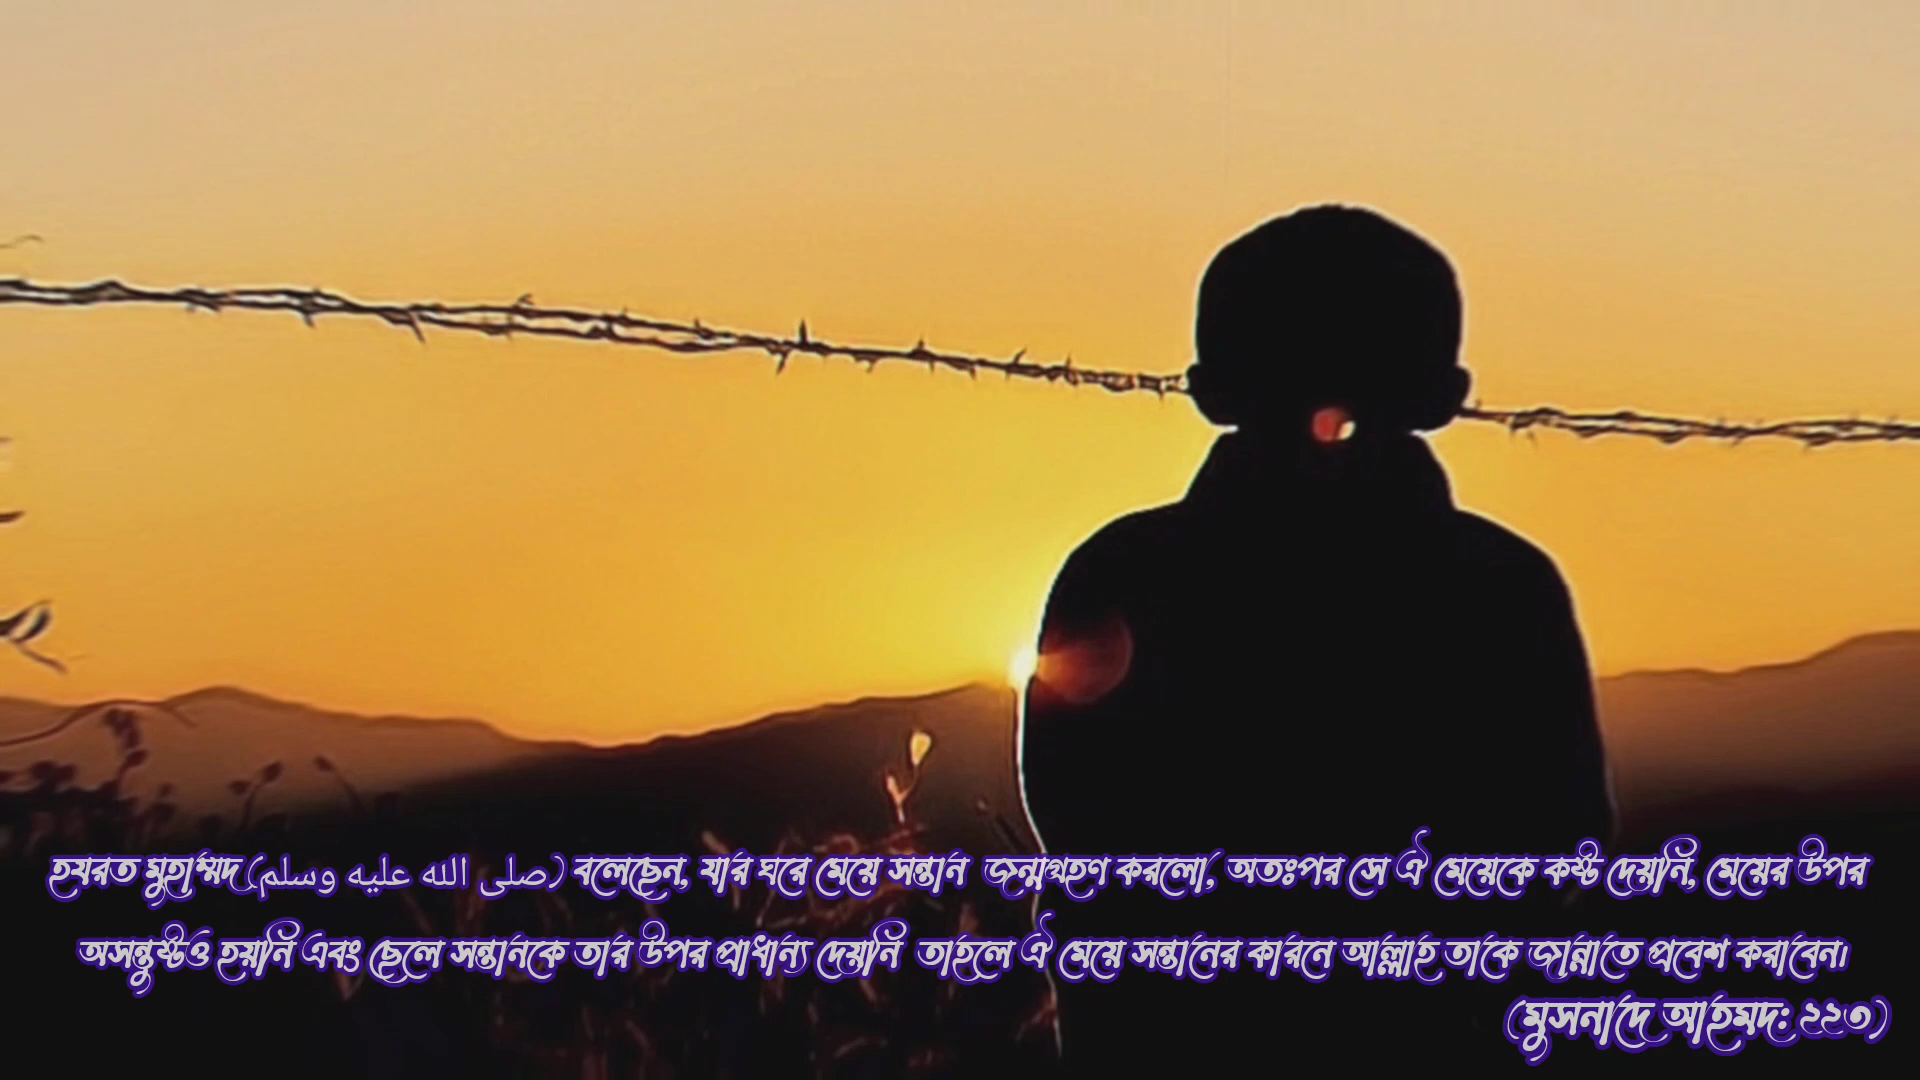 হযরত মুহাম্মদ(صلى الله عليه وسلم) বলেছেন, যার ঘরে মেয়ে সন্তান জন্মগ্রহণ করলো, অতঃপর সে ঐ মেয়েকে কষ্ট দেয়নি, মেয়ের উপর
অসন্তুষ্টও হয়নি এবং ছেলে সন্তানকে তার উপর প্রাধান্য দেয়নি তাহলে ঐ মেয়ে সন্তানের কারনে আল্লাহ তাকে জান্নাতে প্রবেশ করাবেন।
(মুসনাদে আহমদ: ২২৩)